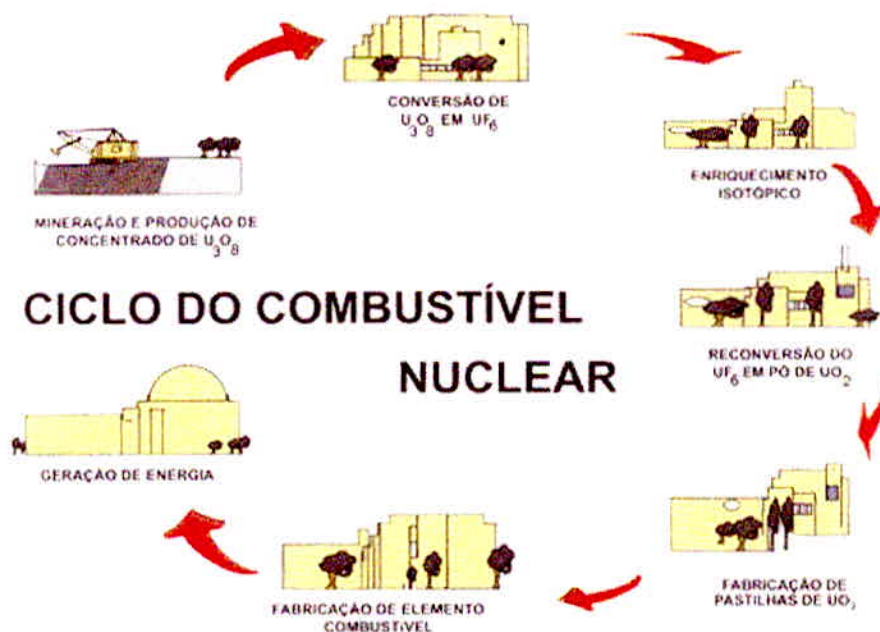 CONVERSÃO DE
U3O8 EM UF6
ENRIQUECIMENTO
ISOTÓPICO
MINERAÇÃO E PRODUÇÃO DE
CONCENTRADO DE U3O8
CICLO DO COMBUSTÍVEL
NUCLEAR
RECONVERSÃO DO
UF6 EM PÓ DE UO2
GERAÇÃO DE ENERGIA
FABRICAÇÃO DE
PASTILHAS DE UO2
FABRICAÇÃO DE ELEMENTO
COMBUSTÍVEL